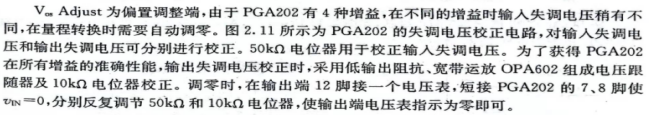 Vos Adjust 为偏置调整端,由于 PGA202 有 4 种增益,在不同的增益时输入失调电压稍有不
同,在量程转换时需要自动调零。图 2.11 所示为 PGA202 的失调电压校正电路,对输入失调电
压和输出失调电压可分别进行校正。50kΩ 电位器用于校正输入失调电压。为了获得 PGA202
在所有增益的准确性能,输出失调电压校正时,采用低输出阻抗、宽带运放 OPA602 组成电压跟
随器及 10kΩ 电位器校正。调零时,在输出端 12 脚接一个电压表,短接 PGA202 的 7、8 脚使
vIN=0,分别反复调节 50kΩ 和 10kΩ 电位器,使输出端电压表指示为零即可。